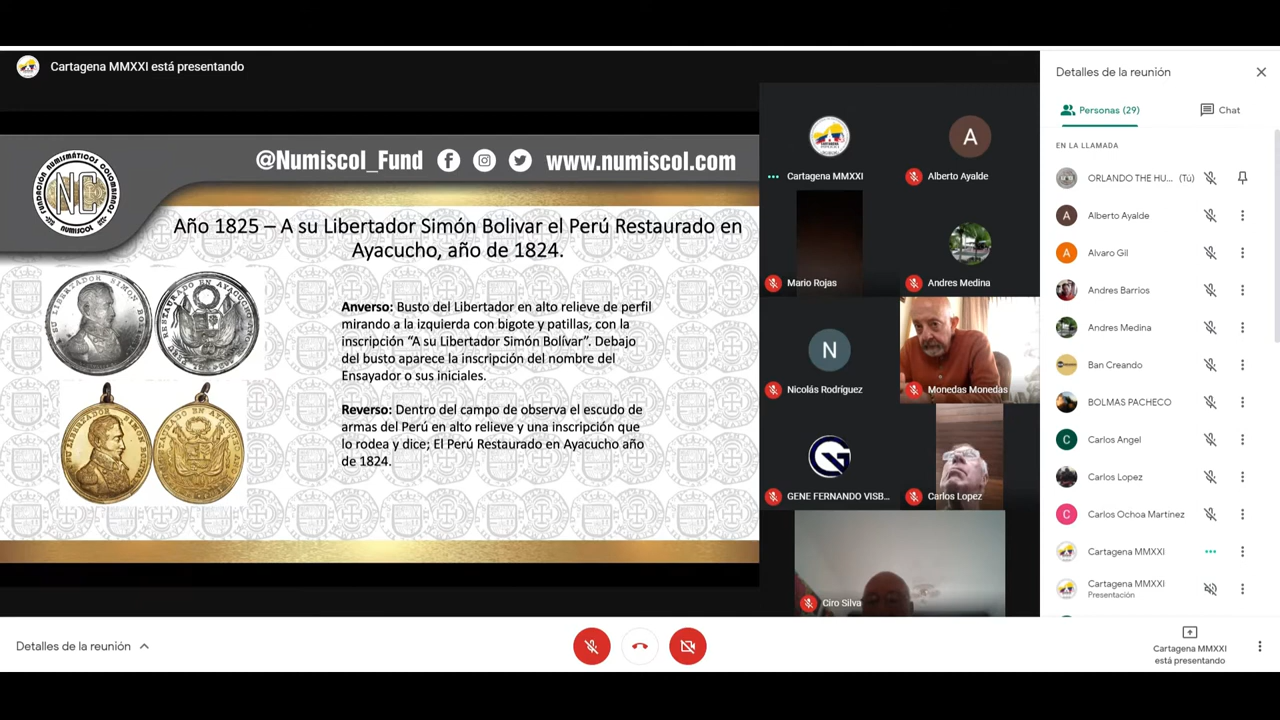 Cartagena MMXXI está presentando
@Numiscol_Fund
www.numiscol.com
FUNDACIÓN NUMISMÁTICOS COLOMBIANOS
NC
NUMISCOL
Año 1825 – A su Libertador Simón Bolivar el Perú Restaurado en
Ayacucho, año de 1824.
Anverso: Busto del Libertador en alto relieve de perfil
mirando a la izquierda con bigote y patillas, con la
inscripción “A su Libertador Simón Bolívar”. Debajo
del busto aparece la inscripción del nombre del
Ensayador o sus iniciales.
Reverso: Dentro del campo de observa el escudo de
armas del Perú en alto relieve y una inscripción que
lo rodea y dice; El Perú Restaurado en Ayacucho año
de 1824.
Cartagena MMXXI
A
Alberto Ayalde
Mario Rojas
Andres Medina
N
Nicolás Rodríguez
Monedas Monedas
GENE FERNANDO VISB...
Carlos Lopez
Ciro Silva
Detalles de la reunión
Personas (29)
Chat
EN LA LLAMADA
ORLANDO THE HU... (Tú)
A
Alberto Ayalde
A
Alvaro Gil
Andres Barrios
Andres Medina
Ban Creando
BOLMAS PACHECO
C
Carlos Angel
Carlos Lopez
C
Carlos Ochoa Martinez
Cartagena MMXXI
Cartagena MMXXI
Presentación
Detalles de la reunión
Cartagena MMXXI
está presentando